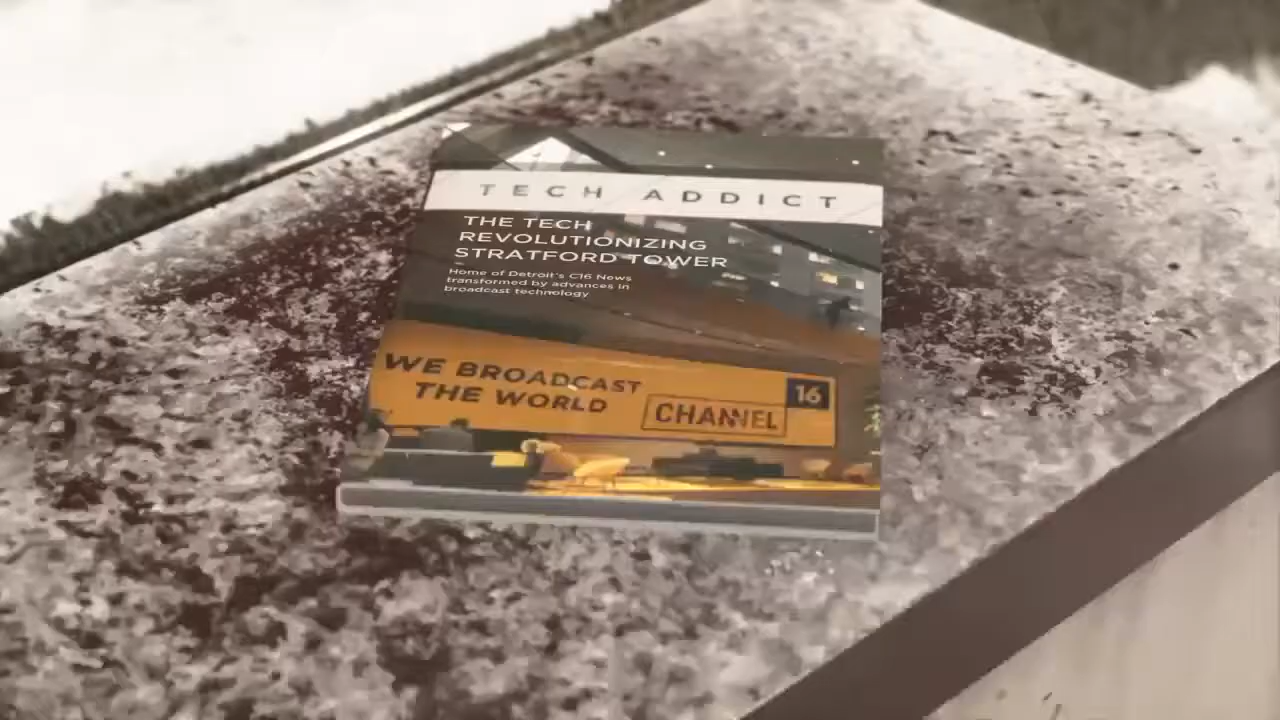 TECH ADDICT
THE TECH
REVOLUTIONIZING
STRATFORD TOWER
Home of Detroit's C16 News
transformed by advances in
broadcast technology
WE BROADCAST
THE WORLD
16
CHANNEL